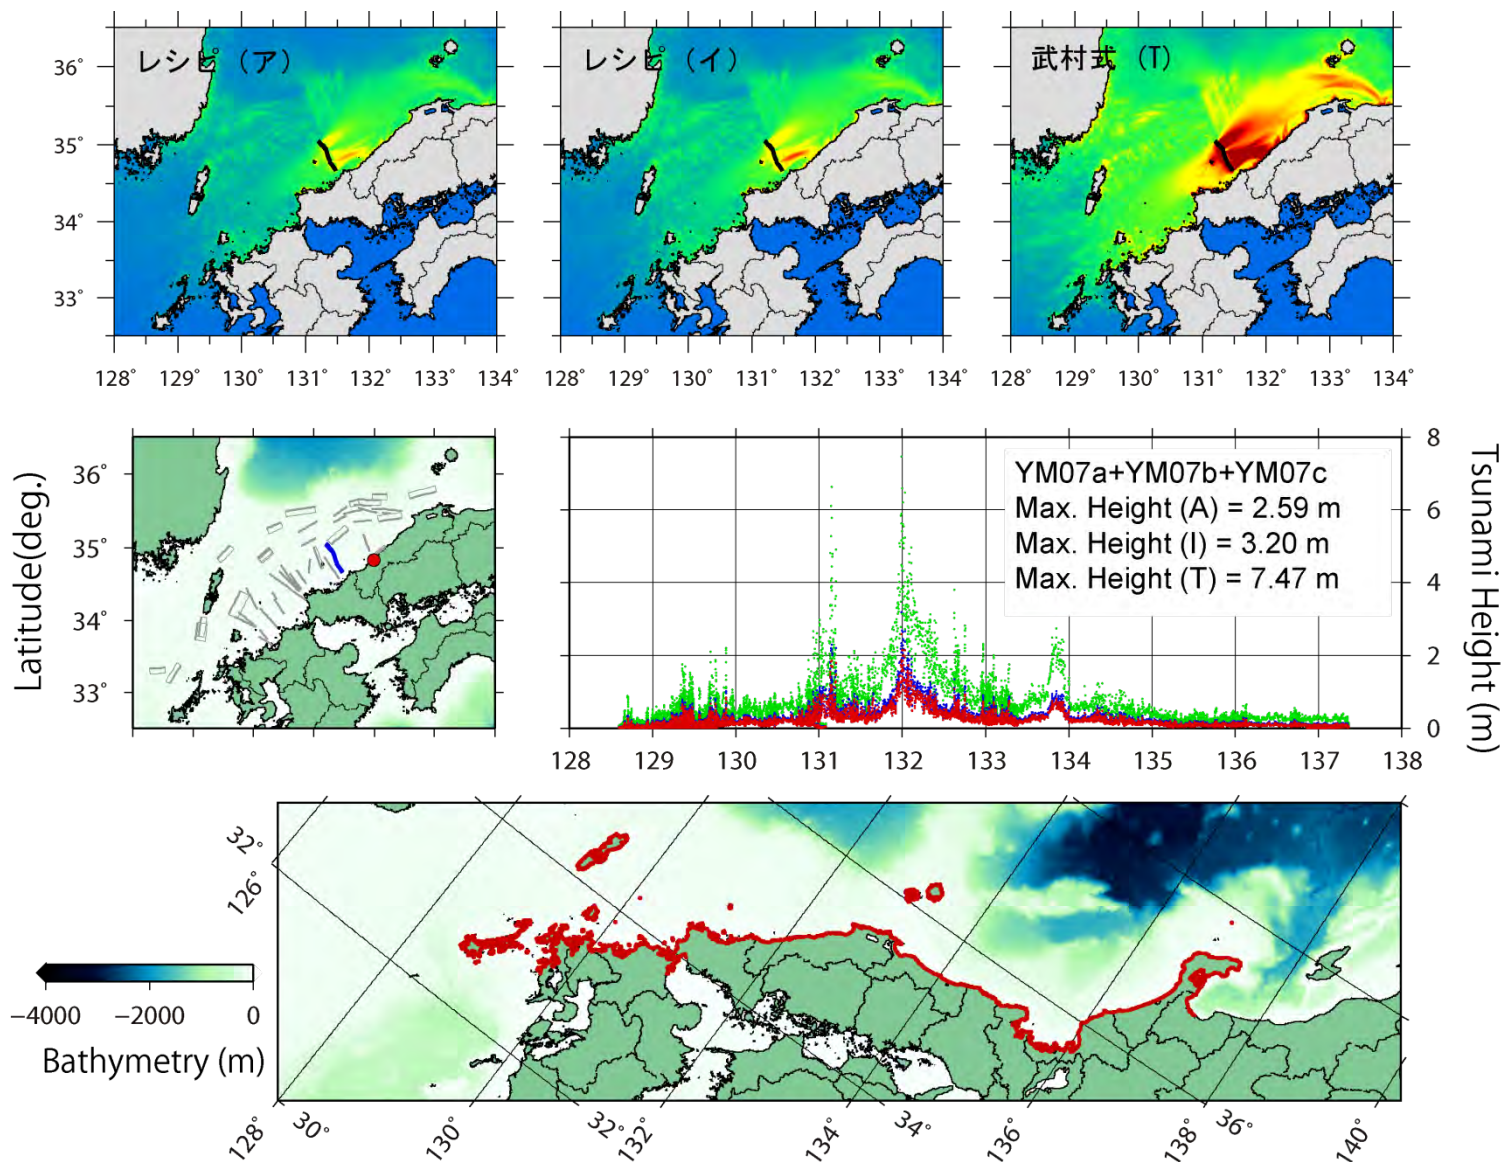 レシピ（ア）
レシピ（イ）
武村式（T）
36°
35°
34°
33°
128° 129° 130° 131° 132° 133° 134°
128° 129° 130° 131° 132° 133° 134°
128° 129° 130° 131° 132° 133° 134°
Latitude(deg.)
36°
35°
34°
33°
YM07a+YM07b+YM07c
Max. Height (A) = 2.59 m
Max. Height (I) = 3.20 m
Max. Height (T) = 7.47 m
8
6
4
2
0
Tsunami Height (m)
128 129 130 131 132 133 134 135 136 137 138
32°
126°
−4000 −2000 0
Bathymetry (m)
128° 30° 130° 32° 132° 134° 34° 136° 138° 36° 140°